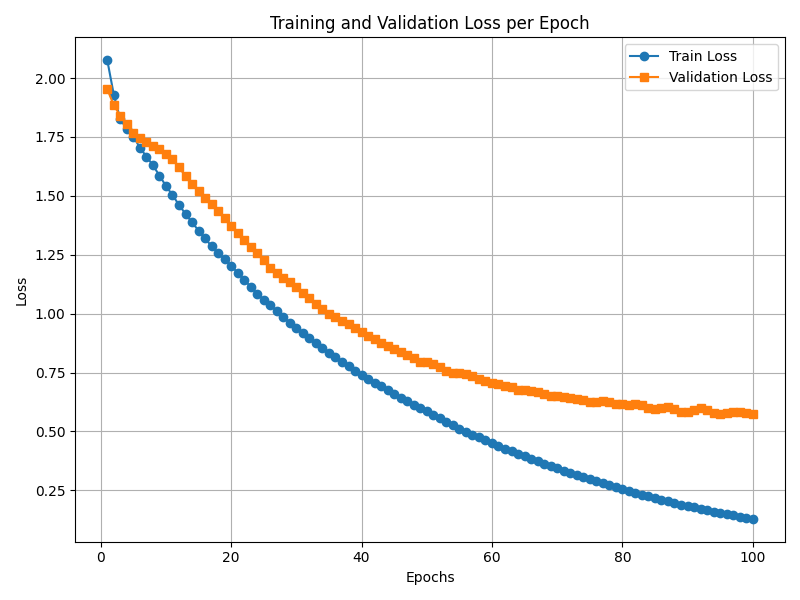 Training and Validation Loss per Epoch
Train Loss
Validation Loss
2.00
1.75
1.50
1.25
1.00
0.75
0.50
0.25
Loss
0 20 40 60 80 100
Epochs